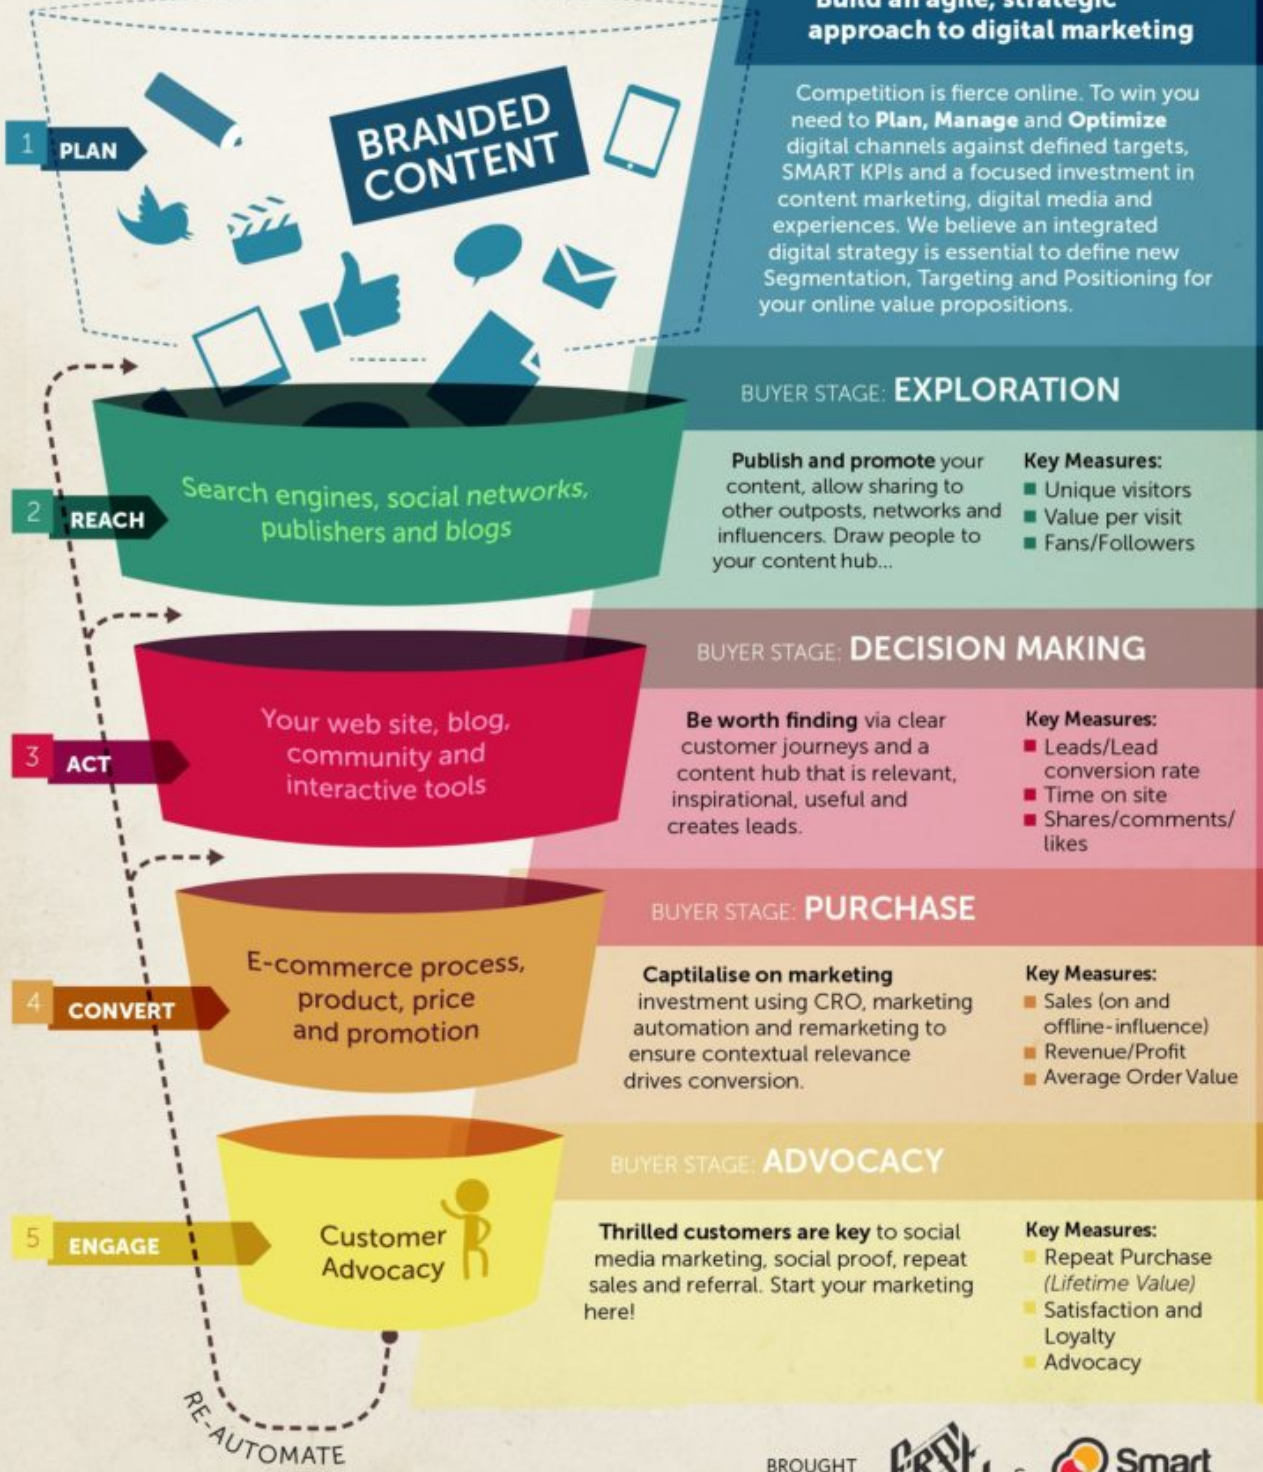 Build an agile, strategic
approach to digital marketing
1 PLAN
BRANDED
CONTENT
Competition is fierce online. To win you
need to Plan, Manage and Optimize
digital channels against defined targets,
SMART KPIs and a focused investment in
content marketing, digital media and
experiences. We believe an integrated
digital strategy is essential to define new
Segmentation, Targeting and Positioning for
your online value propositions.
BUYER STAGE: EXPLORATION
2 REACH
Search engines, social networks,
publishers and blogs
Publish and promote your
content, allow sharing to
other outposts, networks and
influencers. Draw people to
your content hub...
Key Measures:
Unique visitors
Value per visit
Fans/Followers
BUYER STAGE: DECISION MAKING
3 ACT
Your web site, blog,
community and
interactive tools
Be worth finding via clear
customer journeys and a
content hub that is relevant,
inspirational, useful and
creates leads.
Key Measures:
Leads/Lead
conversion rate
Time on site
Shares/comments/
likes
BUYER STAGE: PURCHASE
4 CONVERT
E-commerce process,
product, price
and promotion
Captilalise on marketing
investment using CRO, marketing
automation and remarketing to
ensure contextual relevance
drives conversion.
Key Measures:
Sales (on and
offline-influence)
Revenue/Profit
Average Order Value
BUYER STAGE: ADVOCACY
5 ENGAGE
Customer
Advocacy
Thrilled customers are key to social
media marketing, social proof, repeat
sales and referral. Start your marketing
here!
Key Measures:
Repeat Purchase
(Lifetime Value)
Satisfaction and
Loyalty
Advocacy
RE-AUTOMATE
BROUGHT
First
Smart